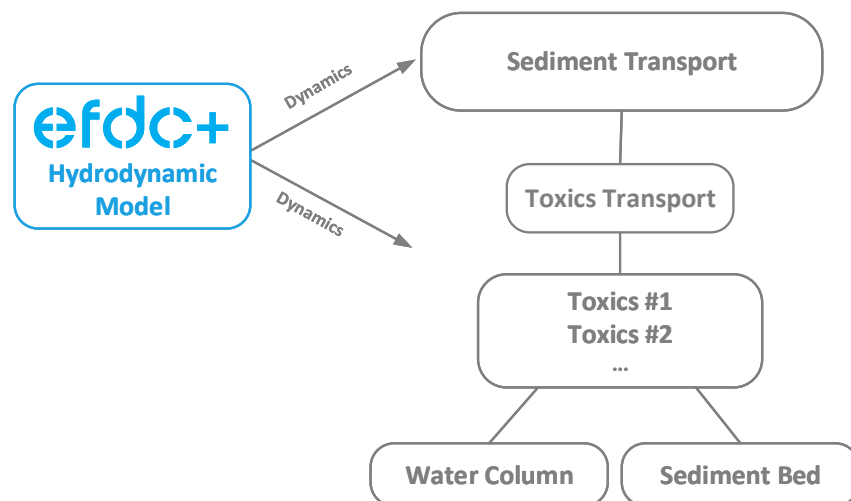 Sediment Transport
Dynamics
efdc+
Hydrodynamic
Model
Toxics Transport
Dynamics
Toxics #1
Toxics #2
...
Water Column
Sediment Bed